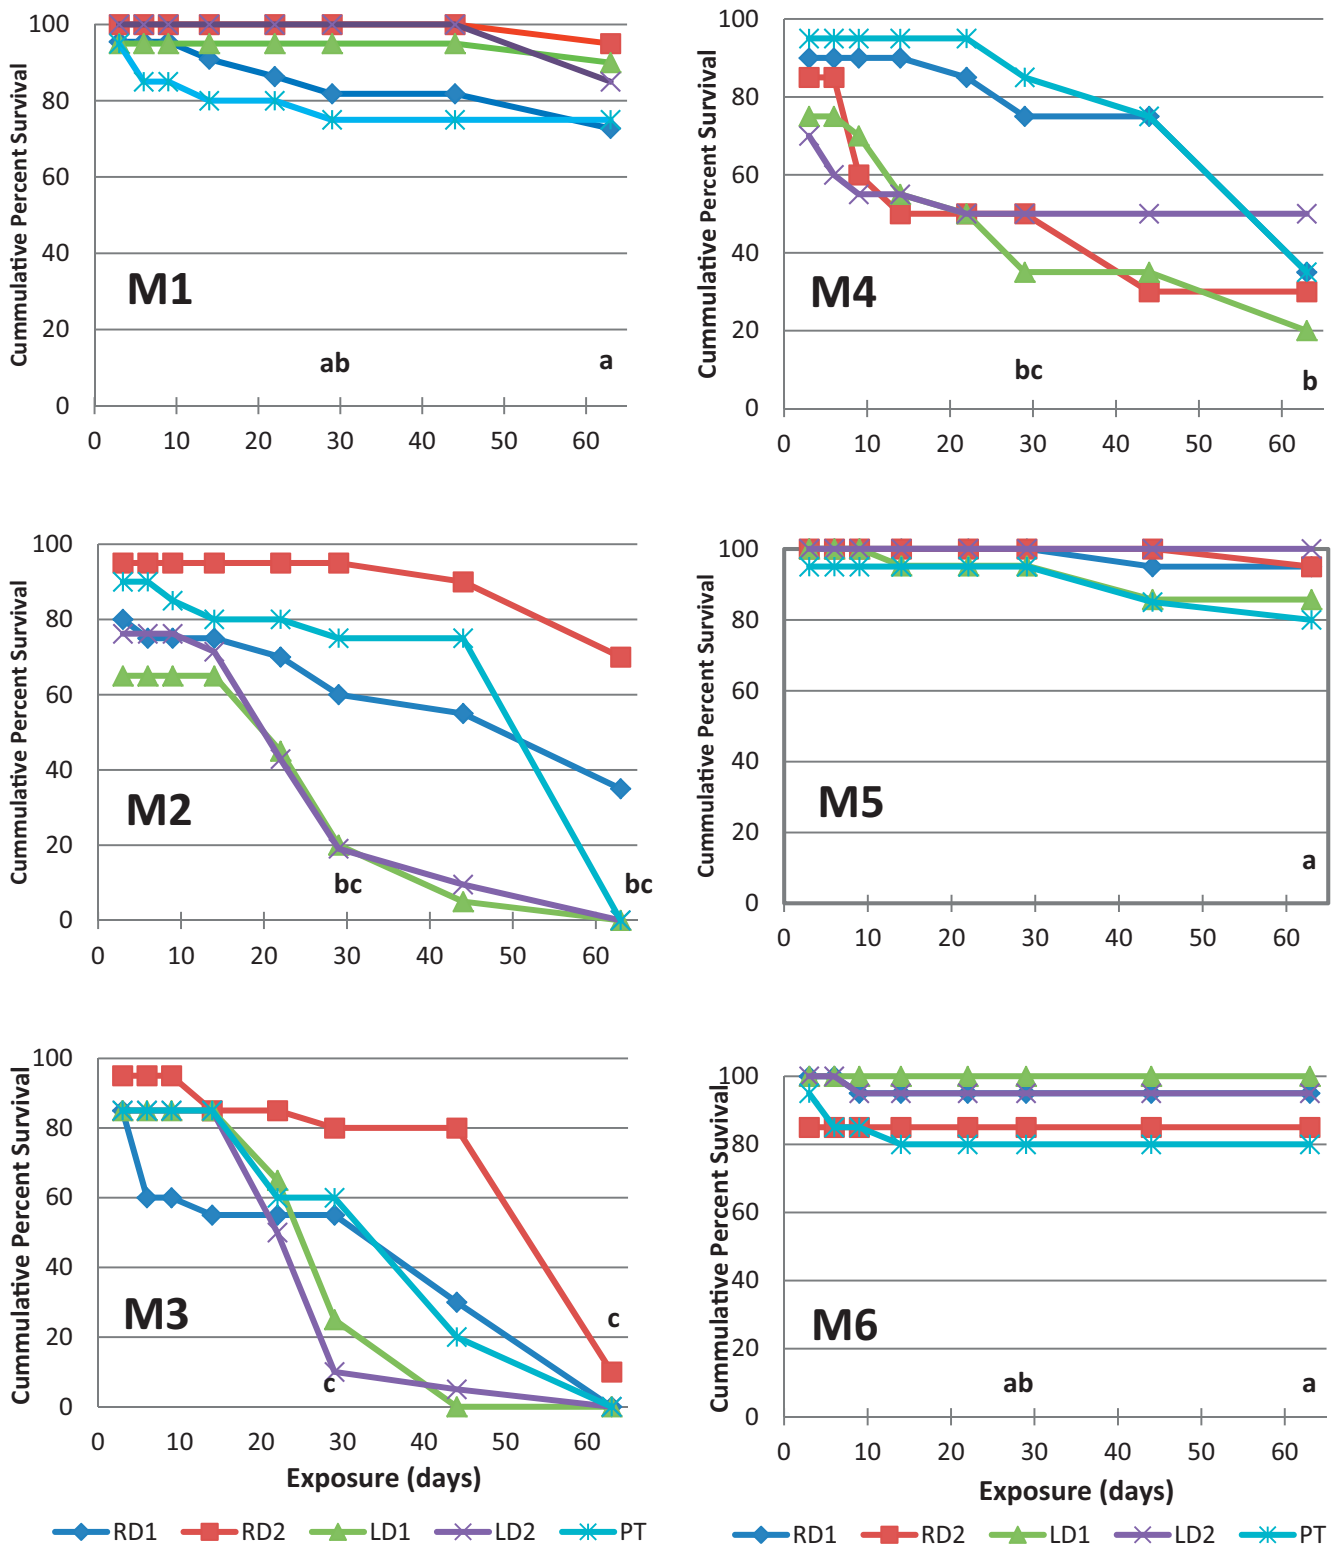 Cummulative Percent Survival
100
80
60
40
20
0
M1
ab
a
0 10 20 30 40 50 60
Cummulative Percent Survival
100
80
60
40
20
0
M4
bc
b
0 10 20 30 40 50 60
Cummulative Percent Survival
100
80
60
40
20
0
M2
bc
bc
0 10 20 30 40 50 60
Cummulative Percent Survival
100
80
60
40
20
0
M5
a
0 10 20 30 40 50 60
Cummulative Percent Survival
100
80
60
40
20
0
M3
c
c
0 10 20 30 40 50 60
Exposure (days)
RD1 RD2 LD1 LD2 PT
Cummulative Percent Suvival
100
80
60
40
20
0
M6
ab
a
0 10 20 30 40 50 60
Exposure (days)
RD1 RD2 LD1 LD2 PT